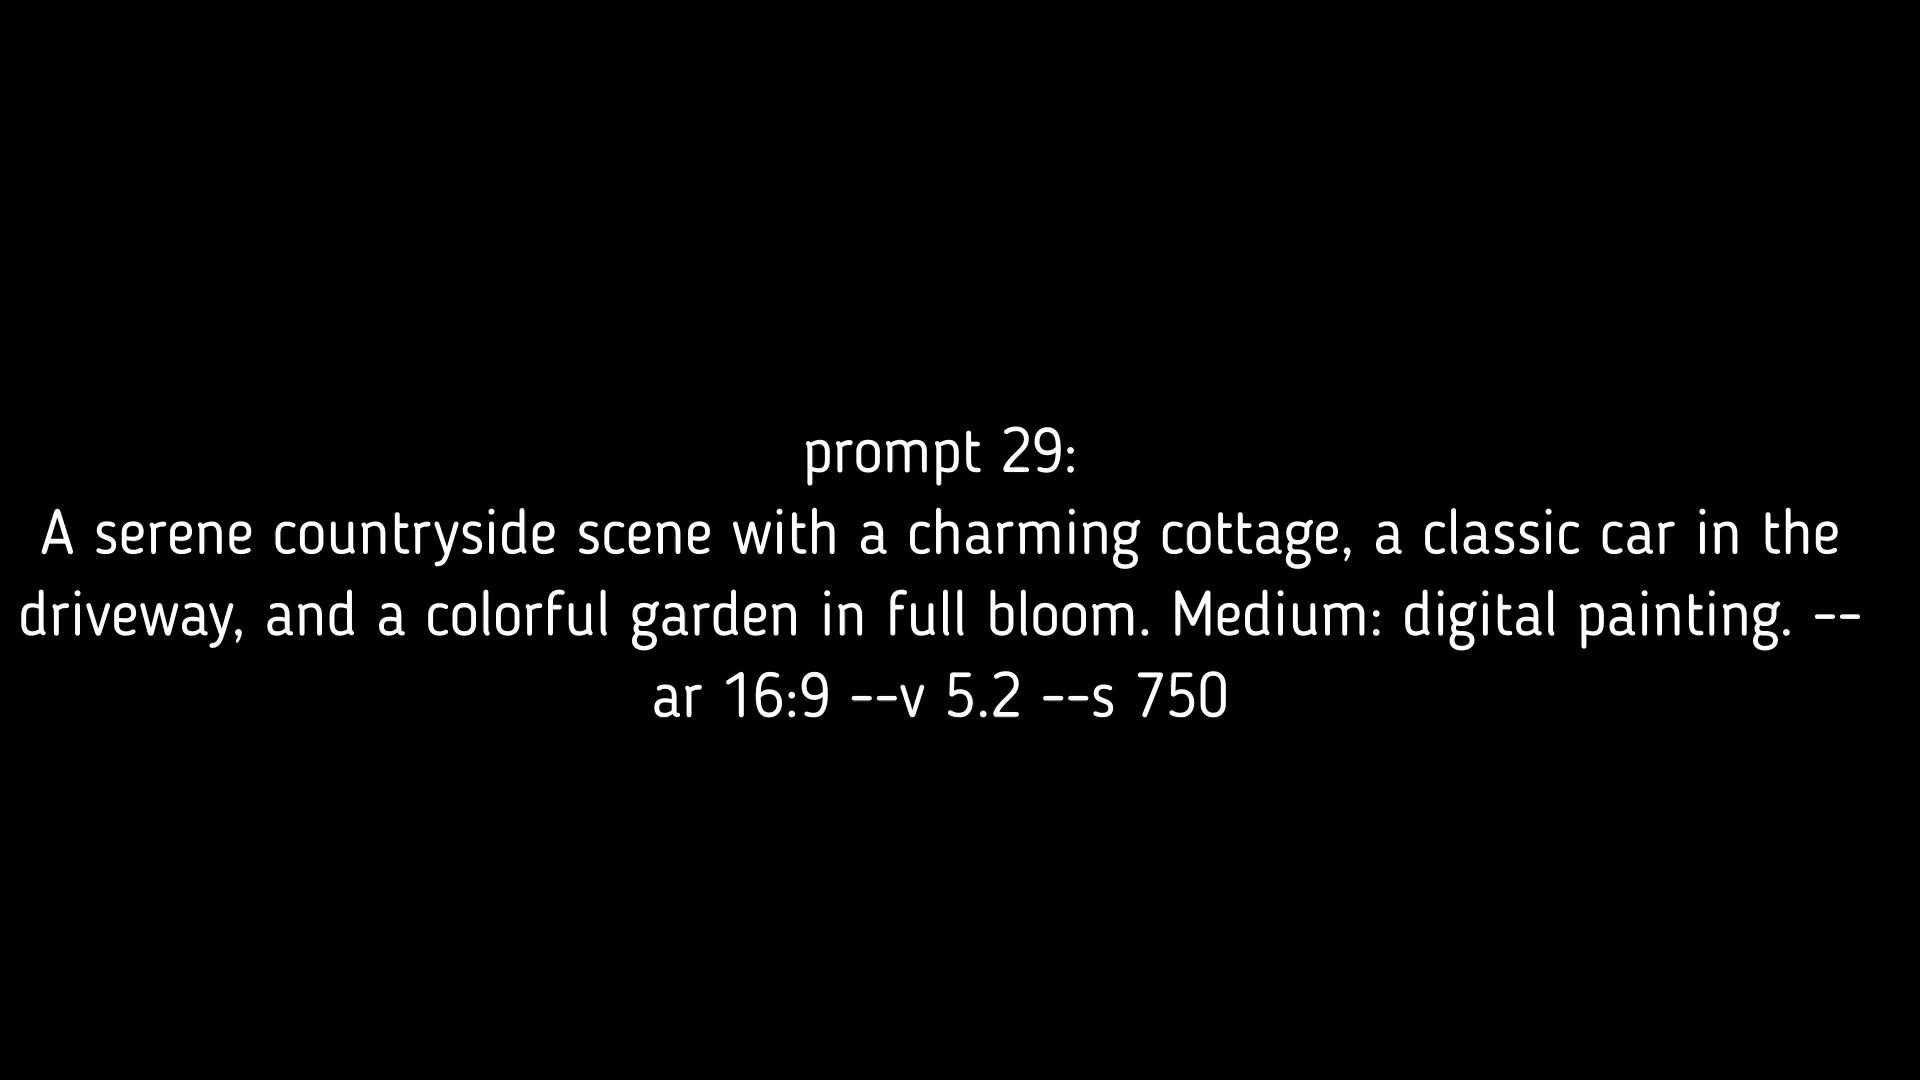 prompt 29:
A serene countryside scene with a charming cottage, a classic car in the
driveway, and a colorful garden in full bloom. Medium: digital painting. --
ar 16:9 --v 5.2 --s 750